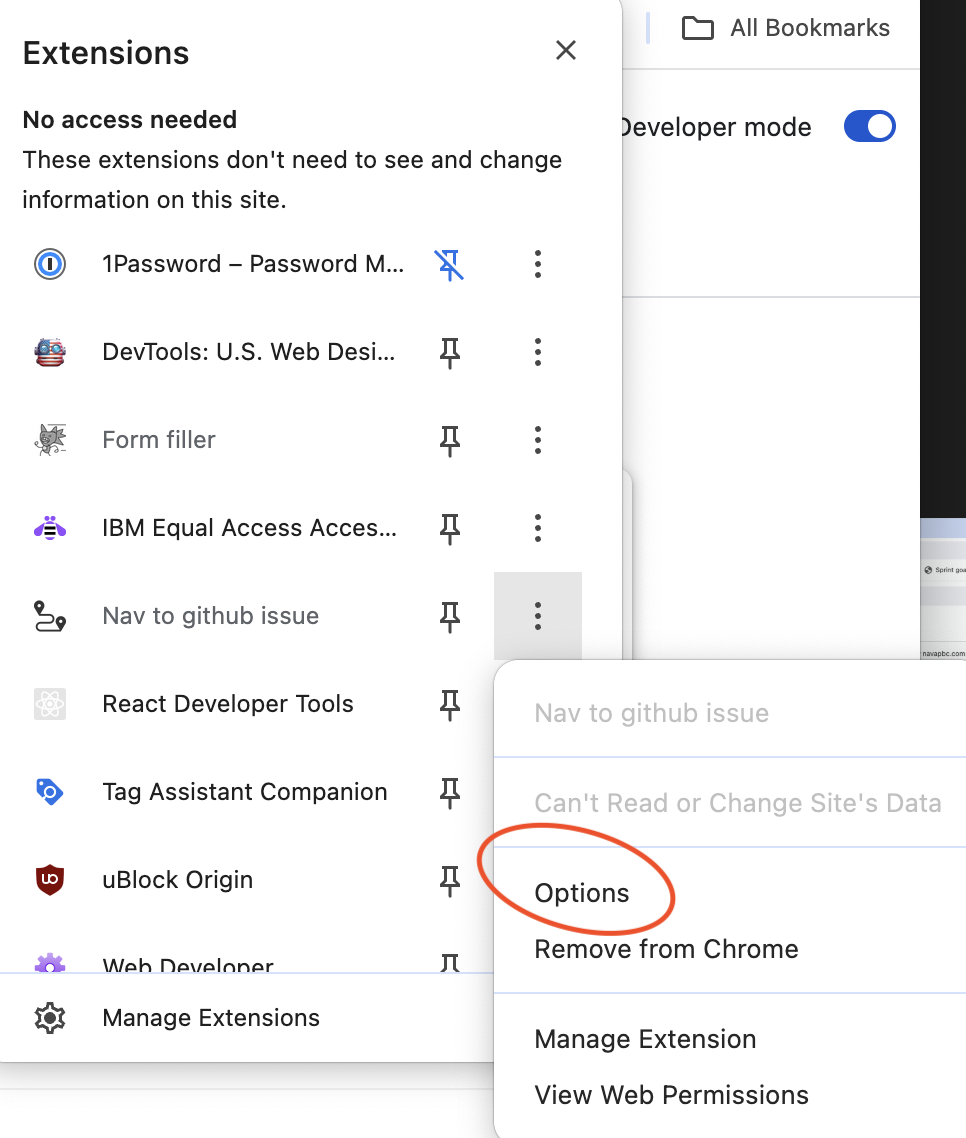 Extensions
All Bookmarks
No access needed
Developer mode
These extensions don't need to see and change
information on this site.
1Password – Password M...
DevTools: U.S. Web Desi...
Form filler
IBM Equal Access Acces...
Sprint goa
Nav to github issue
navapbc.com
React Developer Tools
Nav to github issue
Tag Assistant Companion
Can't Read or Change Site's Data
uBlock Origin
Options
Remove from Chrome
Web Developer
Manage Extensions
Manage Extension
View Web Permissions